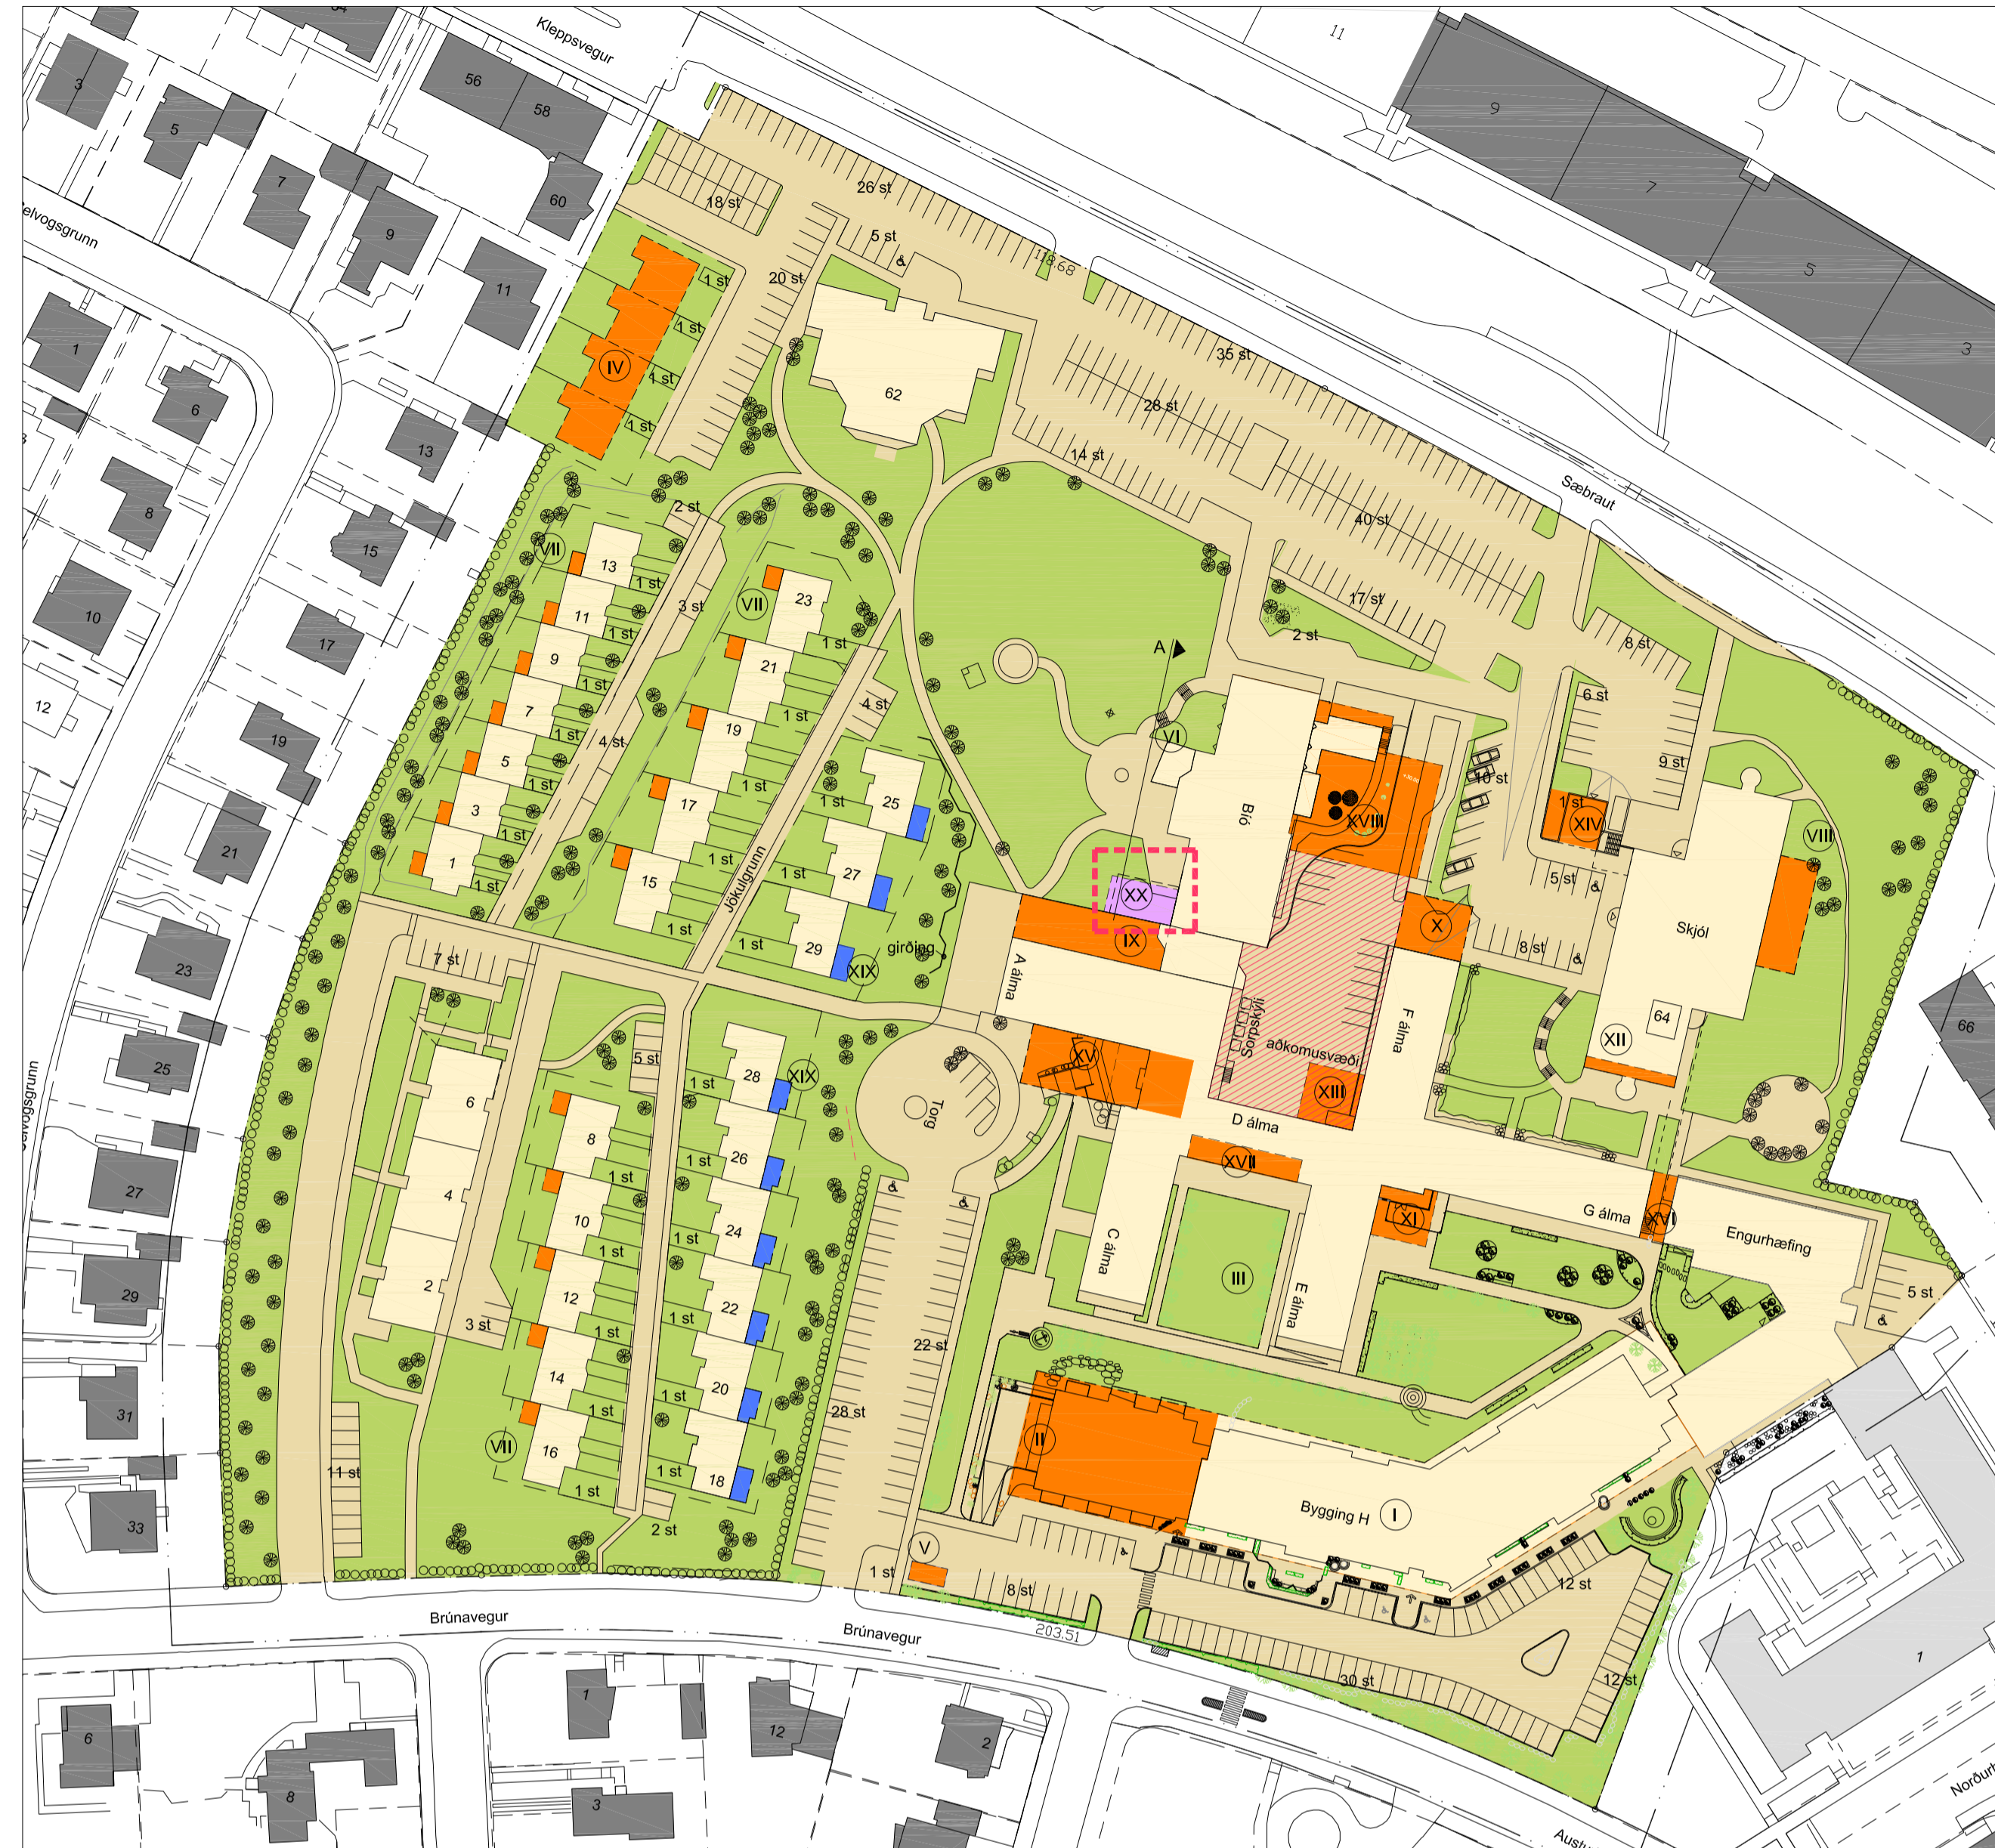 Kleppsvegur
54
11
3
56
58
9
5
26 st
7
7
60
18 st
5 st
9
5
118.68
20 st
1 st
11
1 st
3
1
IV
62
35 st
1 st
28 st
6
1 st
13
14 st
Sæbraut
8
2 st
40 st
15
VII
13
1 st
17 st
VII
23
3 st
10
11
1 st
2 st
8 st
17
9
1 st
21
1 st
A
6 st
12
7
1 st
19
1 st
4 st
VI
19
4 st
5
1 st
10 st
9 st
17
1 st
25
1 st
Bíó
XVIII
1 st
XIV
VIII
3
1 st
21
1
1 st
15
1 st
27
1 st
5 st
Jökulgrunn
XX
1 st
29
1 st
girðing
IX
X
Skjól
8 st
23
7 st
XIX
A álma
64
66
Sorpskýli
F álma
XII
aðkomusvæði
25
5 st
28
XIX
1 st
XV
XIII
6
Torg
D álma
8
26
1 st
XVII
27
4
1 st
10
24
1 st
XI
G álma
XVI
Engurhæfing
1 st
C álma
III
E álma
29
2
12
22
1 st
5 st
3 st
1 st
22 st
14
20
1 st
31
1 st
28 st
II
VII
16
18
1 st
11 st
1 st
Bygging H
I
33
2 st
V
1 st
8 st
12 st
Brúnavegur
Brúnavegur
203.51
30 st
12 st
1
1
6
12
2
8
3